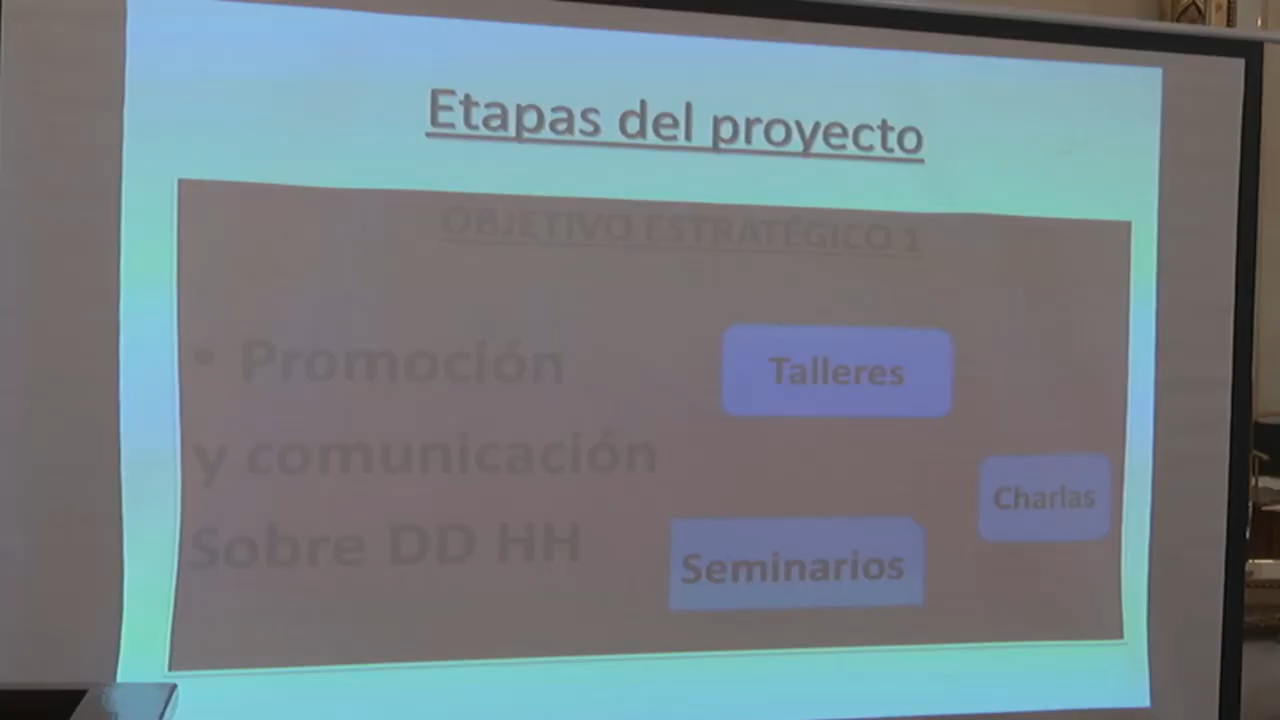 Etapas del proyecto
OBJETIVO ESTRATÉGICO 1
• Promoción
y comunicación
Sobre DD HH
Talleres
Charlas
Seminarios